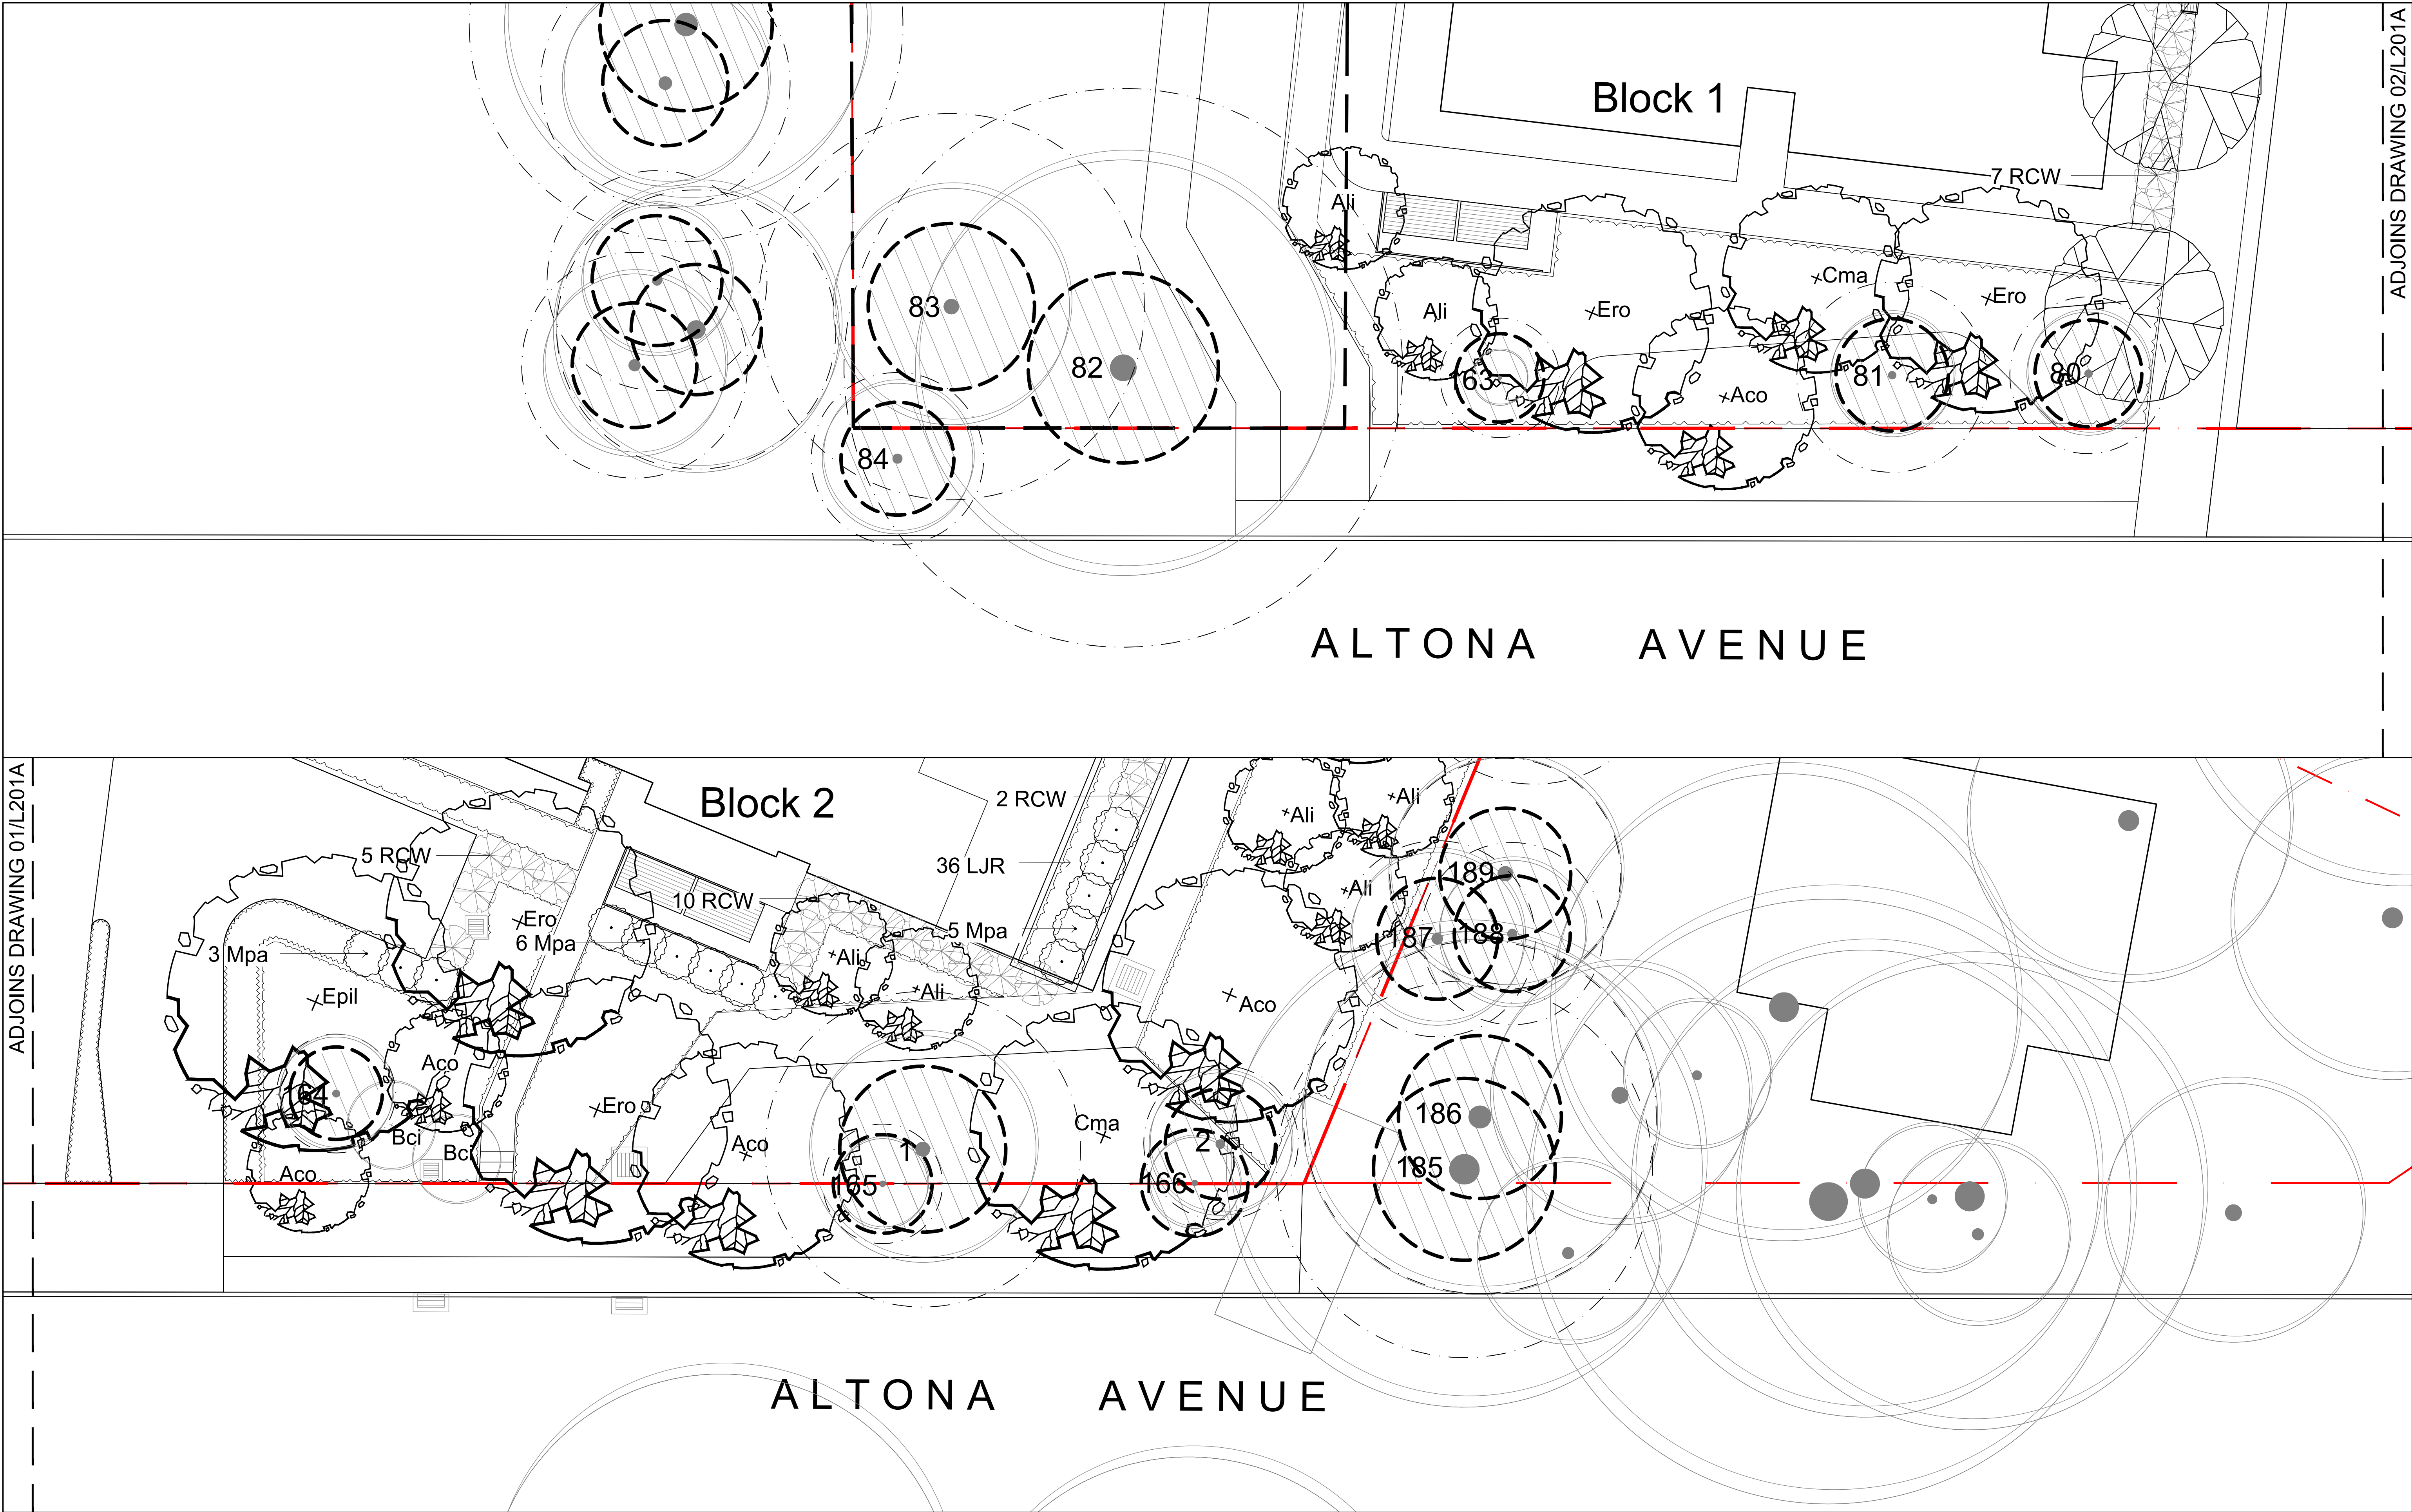 ADJOINS DRAWING 02/L201A
Block 1
7 RCW
Ali
Cma
Ero
Ali
Ero
83
82
63
Aco
81
80
84
ALTONA AVENUE
ADJOINS DRAWING 01/L201A
Block 2
2 RCW
Ali
Ali
5 RCW
36 LJR
189
10 RCW
Ali
Ero
6 Mpa
5 Mpa
187
188
3 Mpa
Ali
Ali
Epil
Aco
Aco
64
Ero
186
Bci
Bci
Aco
Cma
1
2
185
Aco
165
166
ALTONA AVENUE